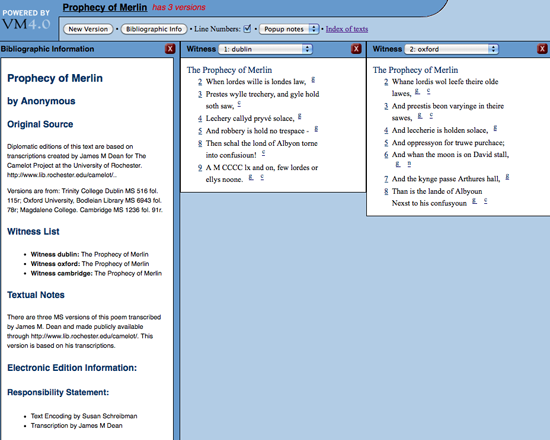 POWERED BY
VM4.0
Prophecy of Merlin has 3 versions
New Version • Bibliographic Info • Line Numbers: • Popup notes • Index of texts
Bibliographic Information X
Prophecy of Merlin
by Anonymous
Original Source
Diplomatic editions of this text are based on
transcriptions created by James M Dean for The
Camelot Project at the University of Rochester.
http://www.lib.rochester.edu/camelot/..
Versions are from: Trinity College Dublin MS 516 fol.
115r; Oxford University, Bodleian Library MS 6943 fol.
78r; Magdalene College. Cambridge MS 1236 fol. 91r.
Witness List
• Witness dublin: The Prophecy of Merlin
• Witness oxford: The Prophecy of Merlin
• Witness cambridge: The Prophecy of Merlin
Textual Notes
There are three MS versions of this poem transcribed
by James M. Dean and made publicly available
through http://www.lib.rochester.edu/camelot/. This
version is based on his transcriptions.
Electronic Edition Information:
Responsibility Statement:
• Text Encoding by Susan Schreibman
• Transcription by James M Dean
Witness 1: dublin X
The Prophecy of Merlin
2 When lordes wille is londes law, g
3 Prestes wylle trechery, and gyle hold
soth saw, c
4 Lechery callyd pryvé solace, g
5 And robbery is hold no trespace - g
8 Then schal the lond of Albyon torne
into confusioun! c
9 A M CCCC lx and on, few lordes or
ellys noone. g c
Witness 2: oxford X
The Prophecy of Merlin
2 Whane lordis wol leefe theire olde
lawes, g c
3 And preestis beon varyinge in theire
sawes, g c
4 And leccherie is holden solace, g
5 And oppressyon for truwe purchace;
6 And whan the moon is on David stall,
g n
7 And the kynge passe Arthures hall, g
8 Than is the lande of Albyoun
Nexst to his confusyoun g c